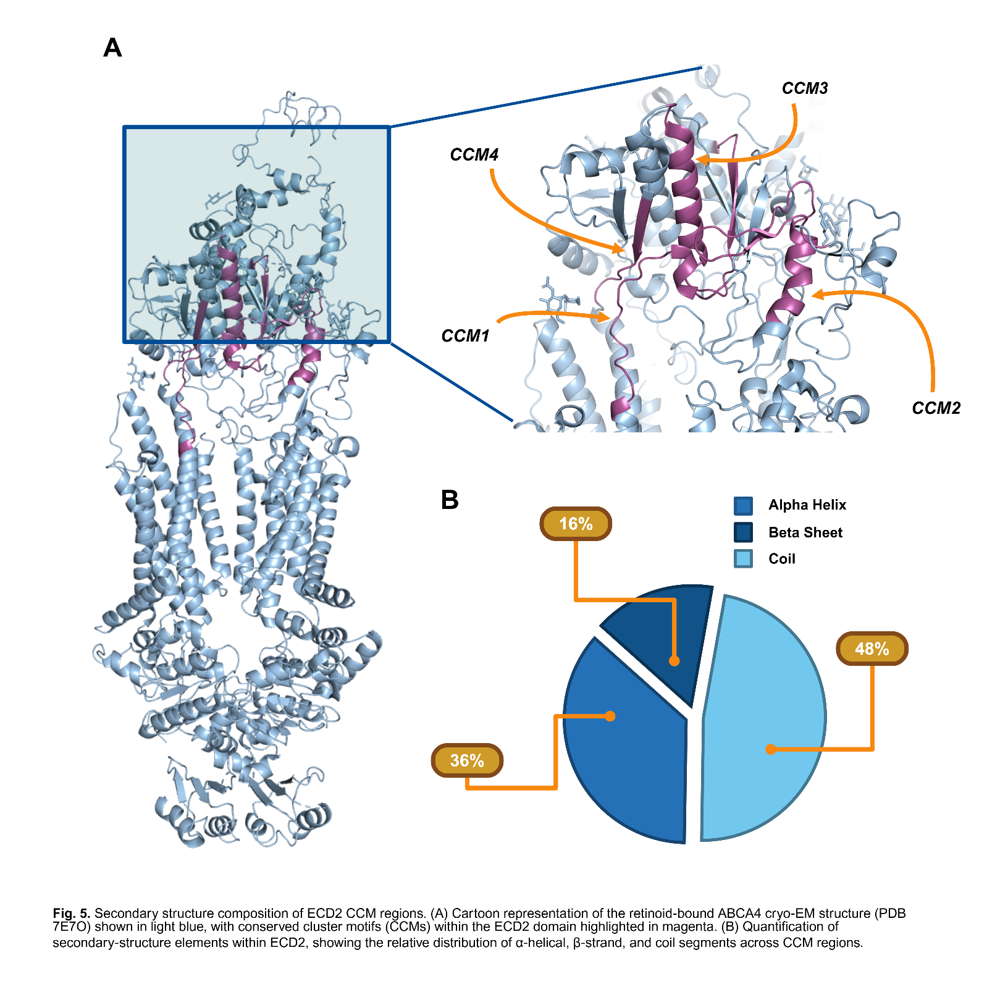 A
CCM3
CCM4
CCM1
CCM2
B
Alpha Helix
Beta Sheet
Coil
16%
48%
36%
Fig. 5. Secondary structure composition of ECD2 CCM regions. (A) Cartoon representation of the retinoid-bound ABCA4 cryo-EM structure (PDB
7E7O) shown in light blue, with conserved cluster motifs (CCMs) within the ECD2 domain highlighted in magenta. (B) Quantification of
secondary-structure elements within ECD2, showing the relative distribution of α-helical, β-strand, and coil segments across CCM regions.